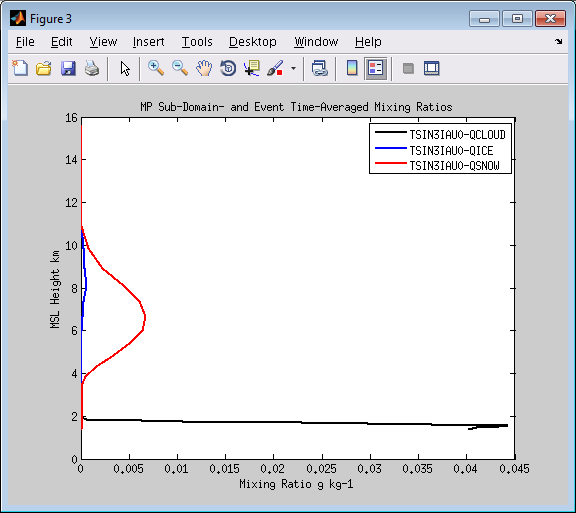 Figure 3
File Edit View Insert Tools Desktop Window Help
MP Sub-Domain- and Event Time-Averaged Mixing Ratios
16
14
12
10
8
6
4
2
0
MSL Height km
TSIN3IAU0-QCLOUD
TSIN3IAU0-QICE
TSIN3IAU0-QSNOW
0 0.005 0.01 0.015 0.02 0.025 0.03 0.035 0.04 0.045
Mixing Ratio g kg-1